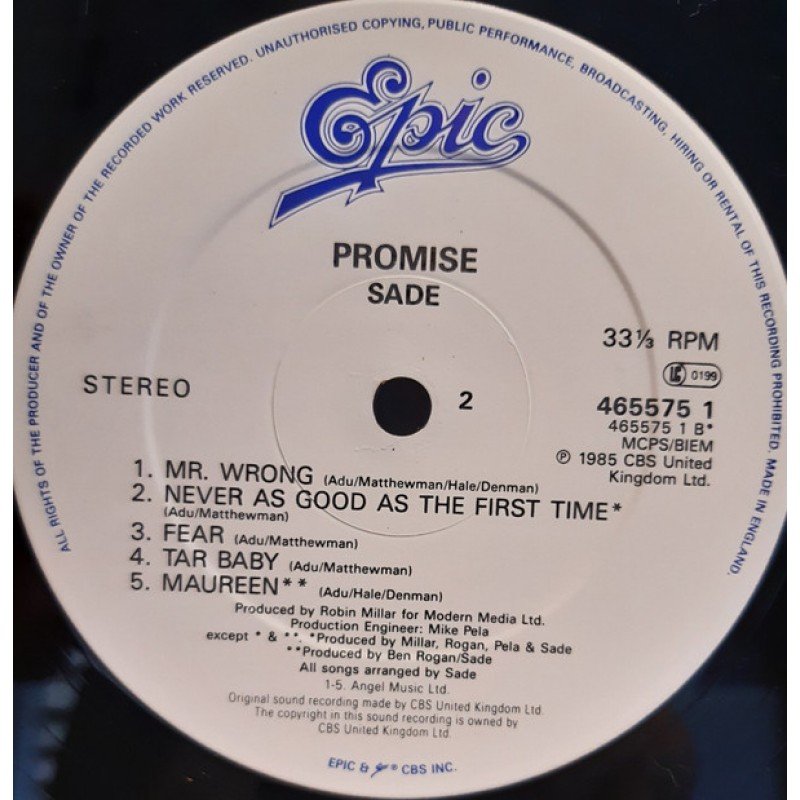 ALL RIGHTS OF THE PRODUCER AND OF THE OWNER OF THE RECORDED WORK RESERVED. UNAUTHORISED COPYING, PUBLIC PERFORMANCE, BROADCASTING, HIRING OR RENTAL OF THIS RECORDING PROHIBITED. MADE IN ENGLAND.
Epic
PROMISE
SADE
33⅓ RPM
LC 0199
STEREO
2
465575 1
465575 1 B*
MCPS/BIEM
℗ 1985 CBS United
Kingdom Ltd.
1. MR. WRONG (Adu/Matthewman/Hale/Denman)
2. NEVER AS GOOD AS THE FIRST TIME*
(Adu/Matthewman)
3. FEAR (Adu/Matthewman)
4. TAR BABY (Adu/Matthewman)
5. MAUREEN** (Adu/Hale/Denman)
Produced by Robin Millar for Modern Media Ltd.
Production Engineer: Mike Pela
except * & **. *Produced by Millar, Rogan, Pela & Sade
**Produced by Ben Rogan/Sade
All songs arranged by Sade
1-5. Angel Music Ltd.
Original sound recording made by CBS United Kingdom Ltd.
The copyright in this sound recording is owned by
CBS United Kingdom Ltd.
EPIC & ® CBS INC.